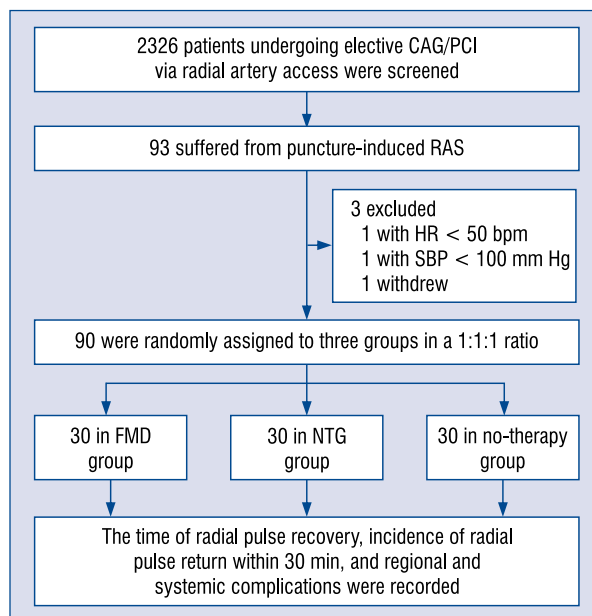 2326 patients undergoing elective CAG/PCI
via radial artery access were screened
93 suffered from puncture-induced RAS
3 excluded
1 with HR < 50 bpm
1 with SBP < 100 mm Hg
1 withdrew
90 were randomly assigned to three groups in a 1:1:1 ratio
30 in FMD
group
30 in NTG
group
30 in no-therapy
group
The time of radial pulse recovery, incidence of radial
pulse return within 30 min, and regional and
systemic complications were recorded